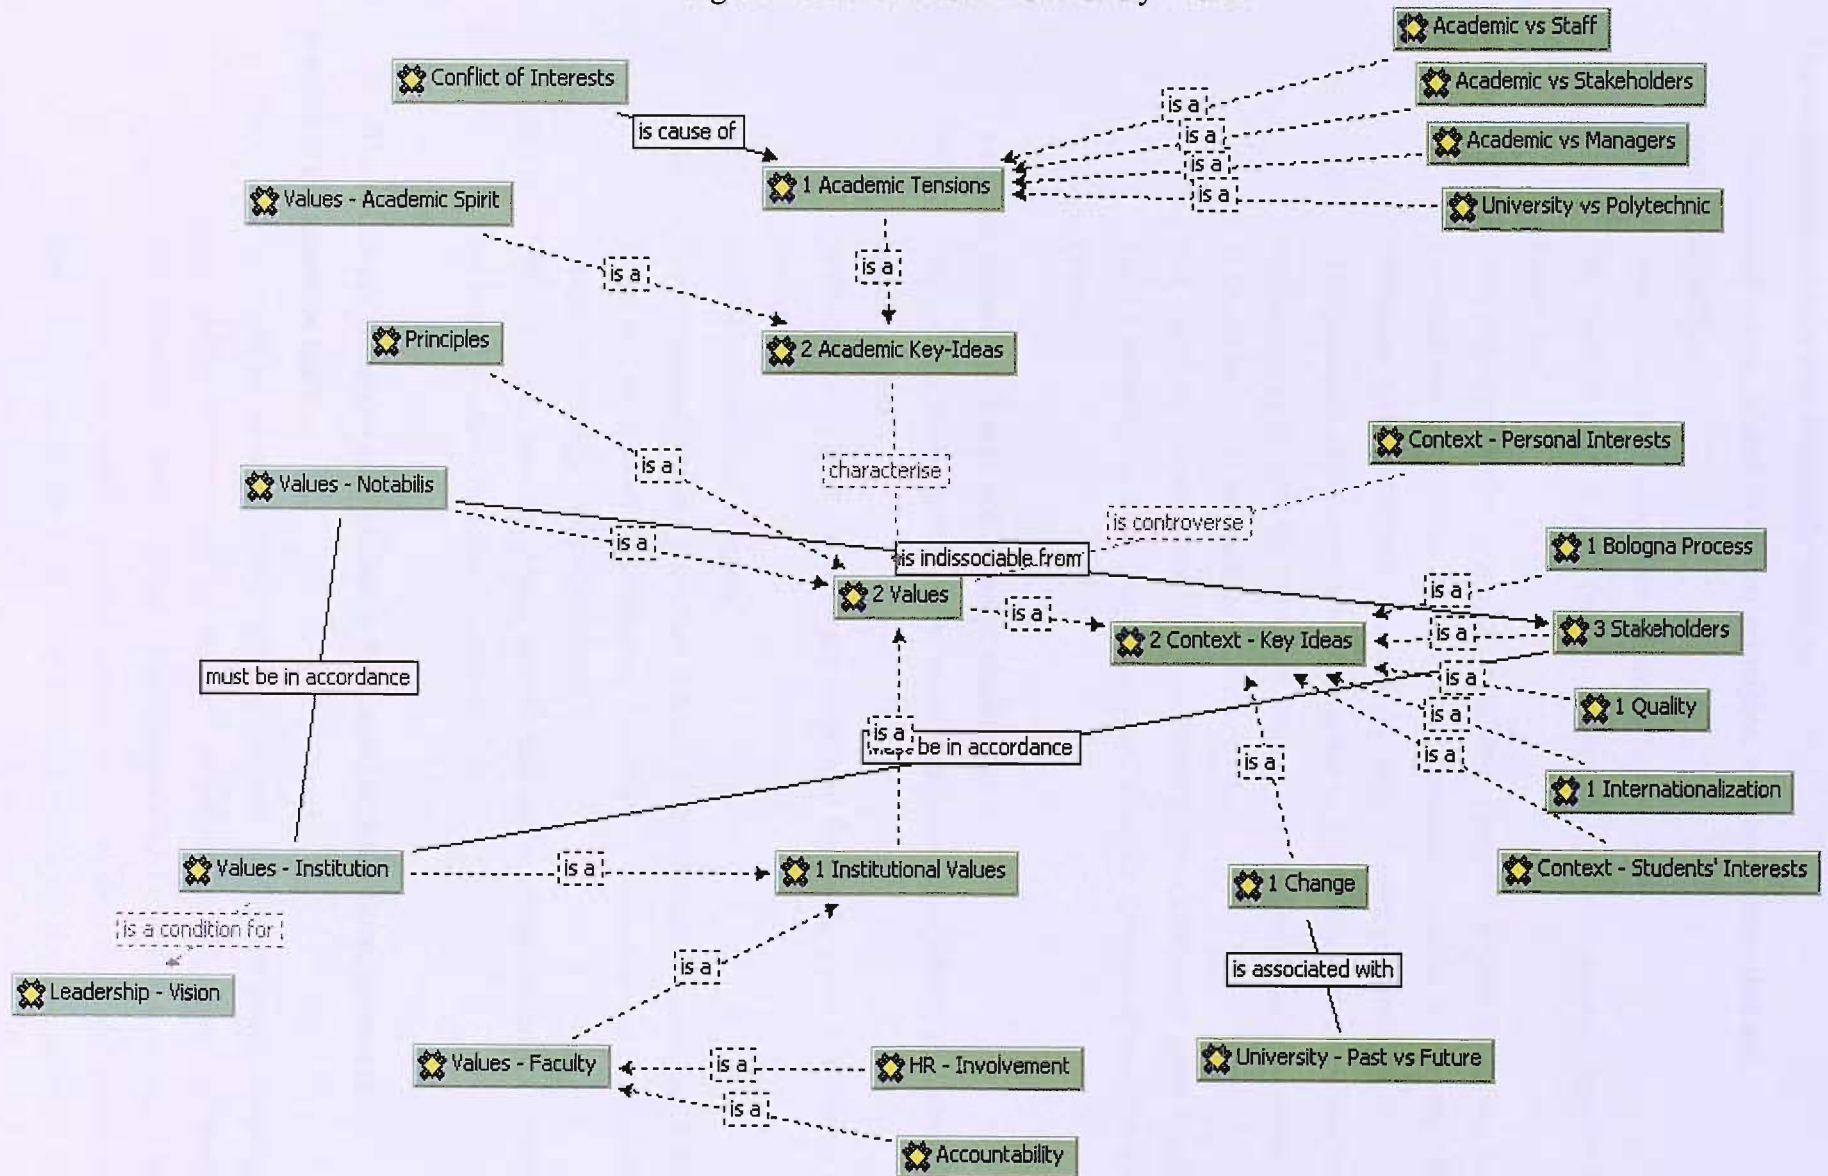 Academic vs Staff
Conflict of Interests
Academic vs Stakeholders
is a
is cause of
is a
Academic vs Managers
is a
1 Academic Tensions
is a
Values - Academic Spirit
University vs Polytechnic
is a
is a
Principles
2 Academic Key-Ideas
Context - Personal Interests
is a
characterise
Values - Notabilis
is controverse
is a
is indissociable from
1 Bologna Process
is a
2 Values
is a
3 Stakeholders
is a
2 Context - Key Ideas
must be in accordance
is a
1 Quality
is a
is a
be in accordance
is a
is a
1 Internationalization
Values - Institution
is a
1 Institutional Values
1 Change
Context - Students' Interests
is a condition for
is a
is associated with
Leadership - Vision
Values - Faculty
is a
HR - Involvement
University - Past vs Future
is a
Accountability